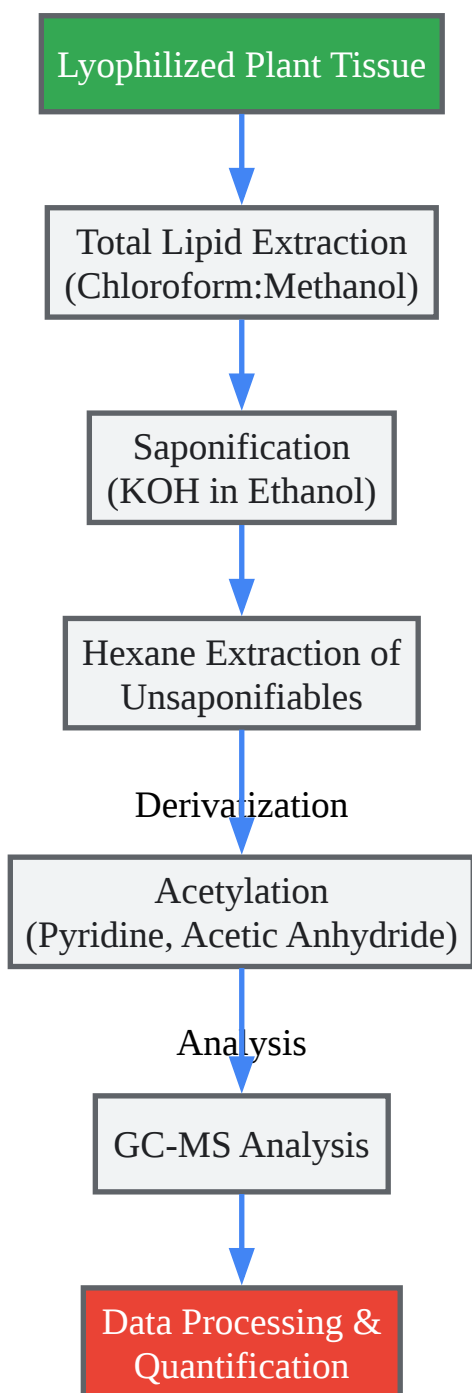 Lyophilized Plant Tissue
Total Lipid Extraction
(Chloroform:Methanol)
Saponification
(KOH in Ethanol)
Hexane Extraction of
Unsaponifiables
Derivatization
Acetylation
(Pyridine, Acetic Anhydride)
Analysis
GC-MS Analysis
Data Processing &
Quantification